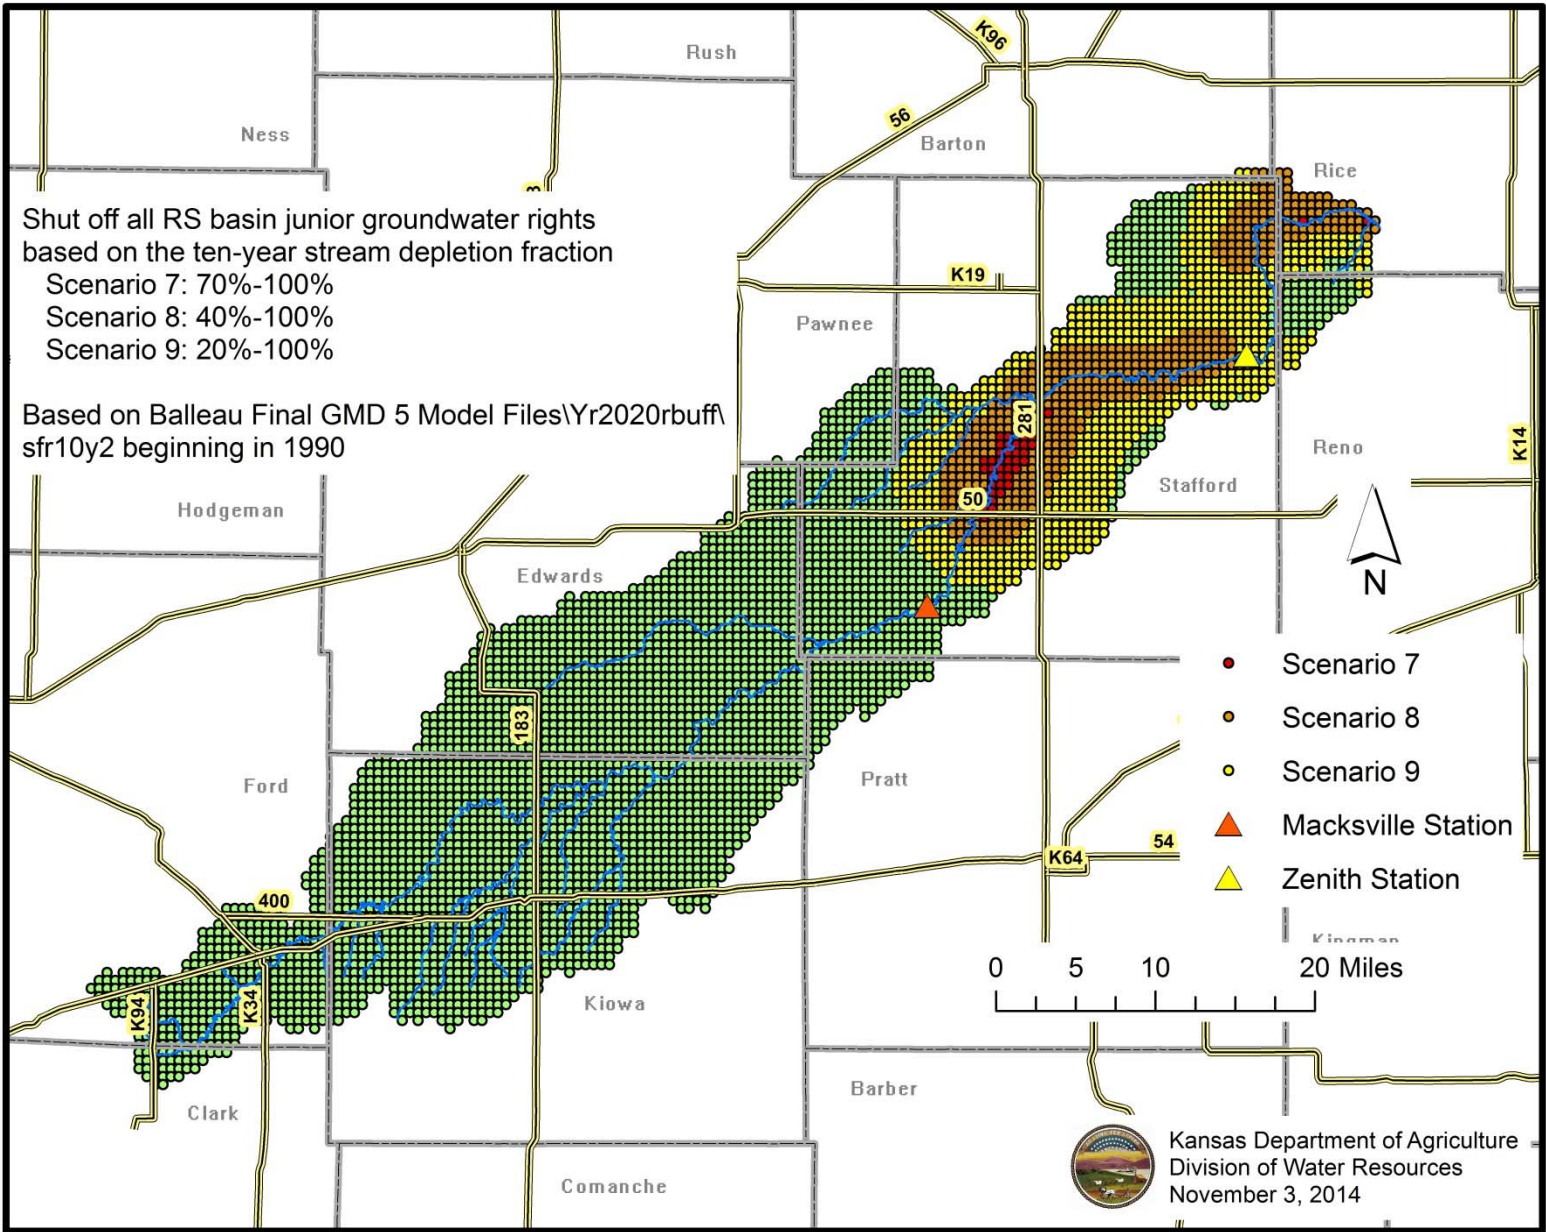 Rush
K96
Ness
56
Barton
Rice
Shut off all RS basin junior groundwater rights
based on the ten-year stream depletion fraction
Scenario 7: 70%-100%
Scenario 8: 40%-100%
Scenario 9: 20%-100%
K19
Pawnee
Based on Balleau Final GMD 5 Model Files\Yr2020rbuff\
sfr10y2 beginning in 1990
281
K14
Reno
Stafford
50
Hodgeman
Edwards
N
Scenario 7
Scenario 8
Scenario 9
Macksville Station
Zenith Station
183
Ford
Pratt
54
K64
400
Kingman
0 5 10 20 Miles
K94
K34
Kiowa
Clark
Barber
Comanche
Kansas Department of Agriculture
Division of Water Resources
November 3, 2014